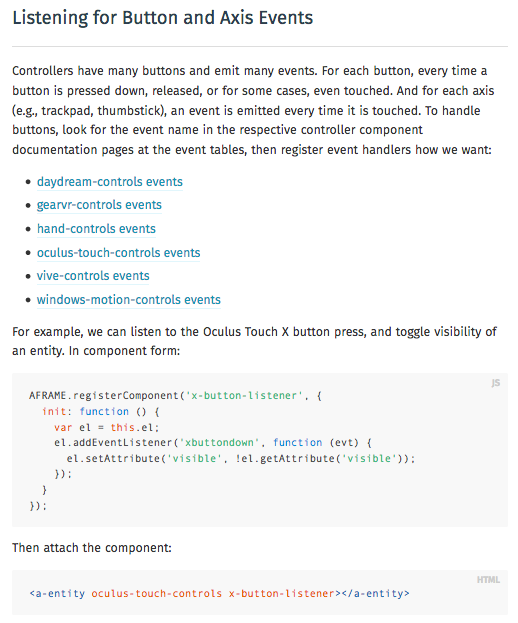 Listening for Button and Axis Events
Controllers have many buttons and emit many events. For each button, every time a
button is pressed down, released, or for some cases, even touched. And for each axis
(e.g., trackpad, thumbstick), an event is emitted every time it is touched. To handle
buttons, look for the event name in the respective controller component
documentation pages at the event tables, then register event handlers how we want:
• daydream-controls events
• gearvr-controls events
• hand-controls events
• oculus-touch-controls events
• vive-controls events
• windows-motion-controls events
For example, we can listen to the Oculus Touch X button press, and toggle visibility of
an entity. In component form:
JS
AFRAME.registerComponent('x-button-listener', {
  init: function () {
    var el = this.el;
    el.addEventListener('xbuttondown', function (evt) {
      el.setAttribute('visible', !el.getAttribute('visible'));
    });
  }
});
Then attach the component:
HTML
<a-entity oculus-touch-controls x-button-listener></a-entity>